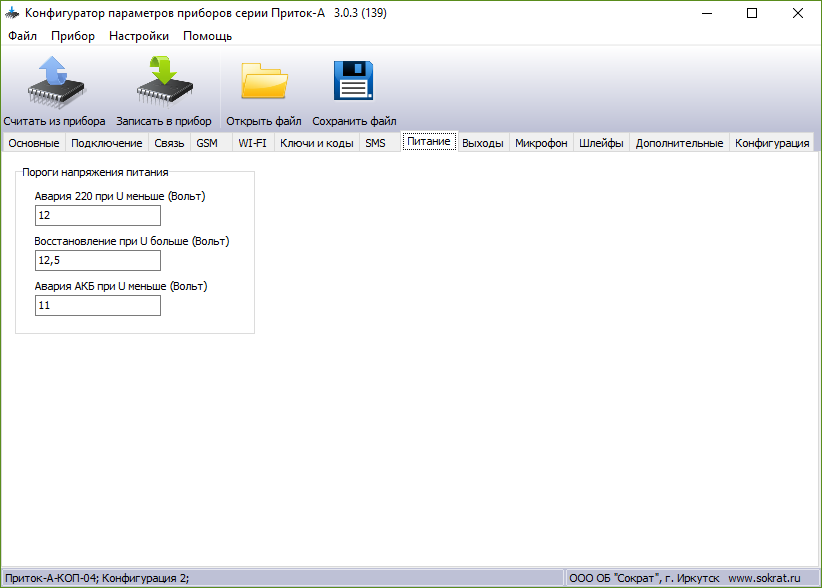 Конфигуратор параметров приборов серии Приток-А 3.0.3 (139)
Файл Прибор Настройки Помощь
Считать из прибора Записать в прибор Открыть файл Сохранить файл
Основные Подключение Связь GSM WI-FI Ключи и коды SMS Питание Выходы Микрофон Шлейфы Дополнительные Конфигурация
Пороги напряжения питания
Авария 220 при U меньше (Вольт)
12
Восстановление при U больше (Вольт)
12,5
Авария АКБ при U меньше (Вольт)
11
Приток-А-КОП-04; Конфигурация 2; ООО ОБ "Сократ", г. Иркутск www.sokrat.ru